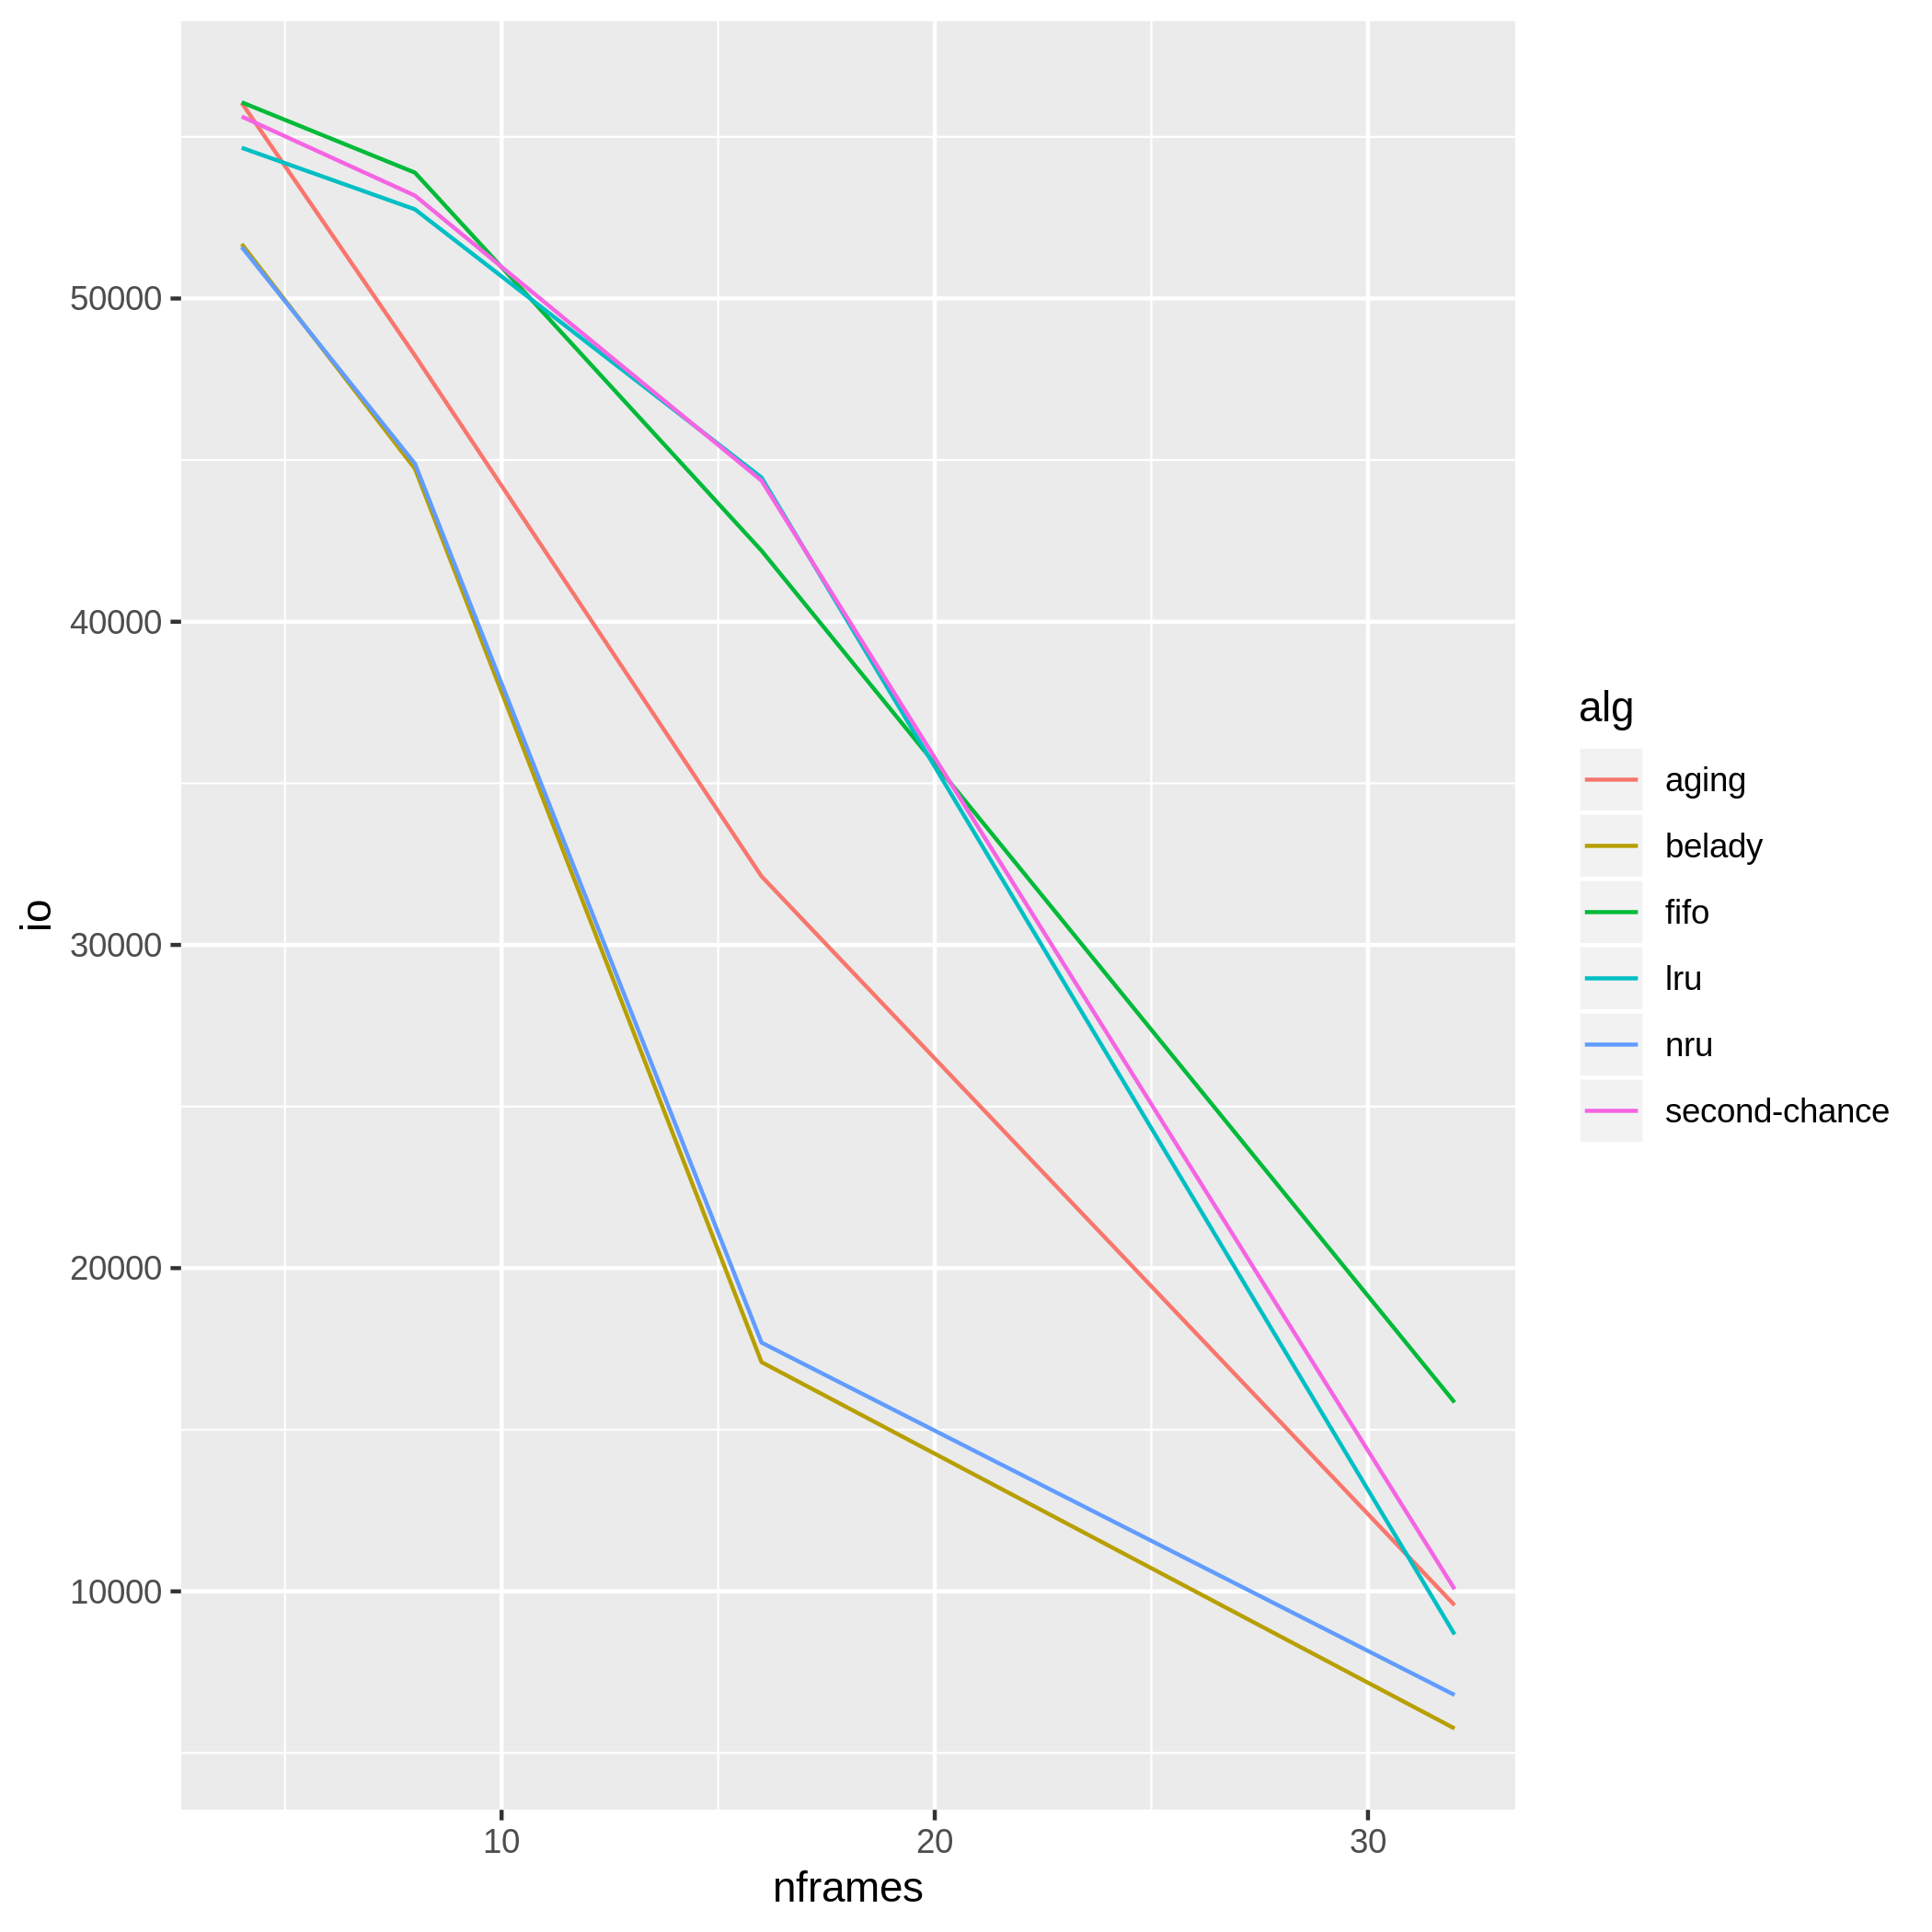 50000
40000
30000
20000
10000
io
10 20 30
nframes
alg
aging
belady
fifo
lru
nru
second-chance